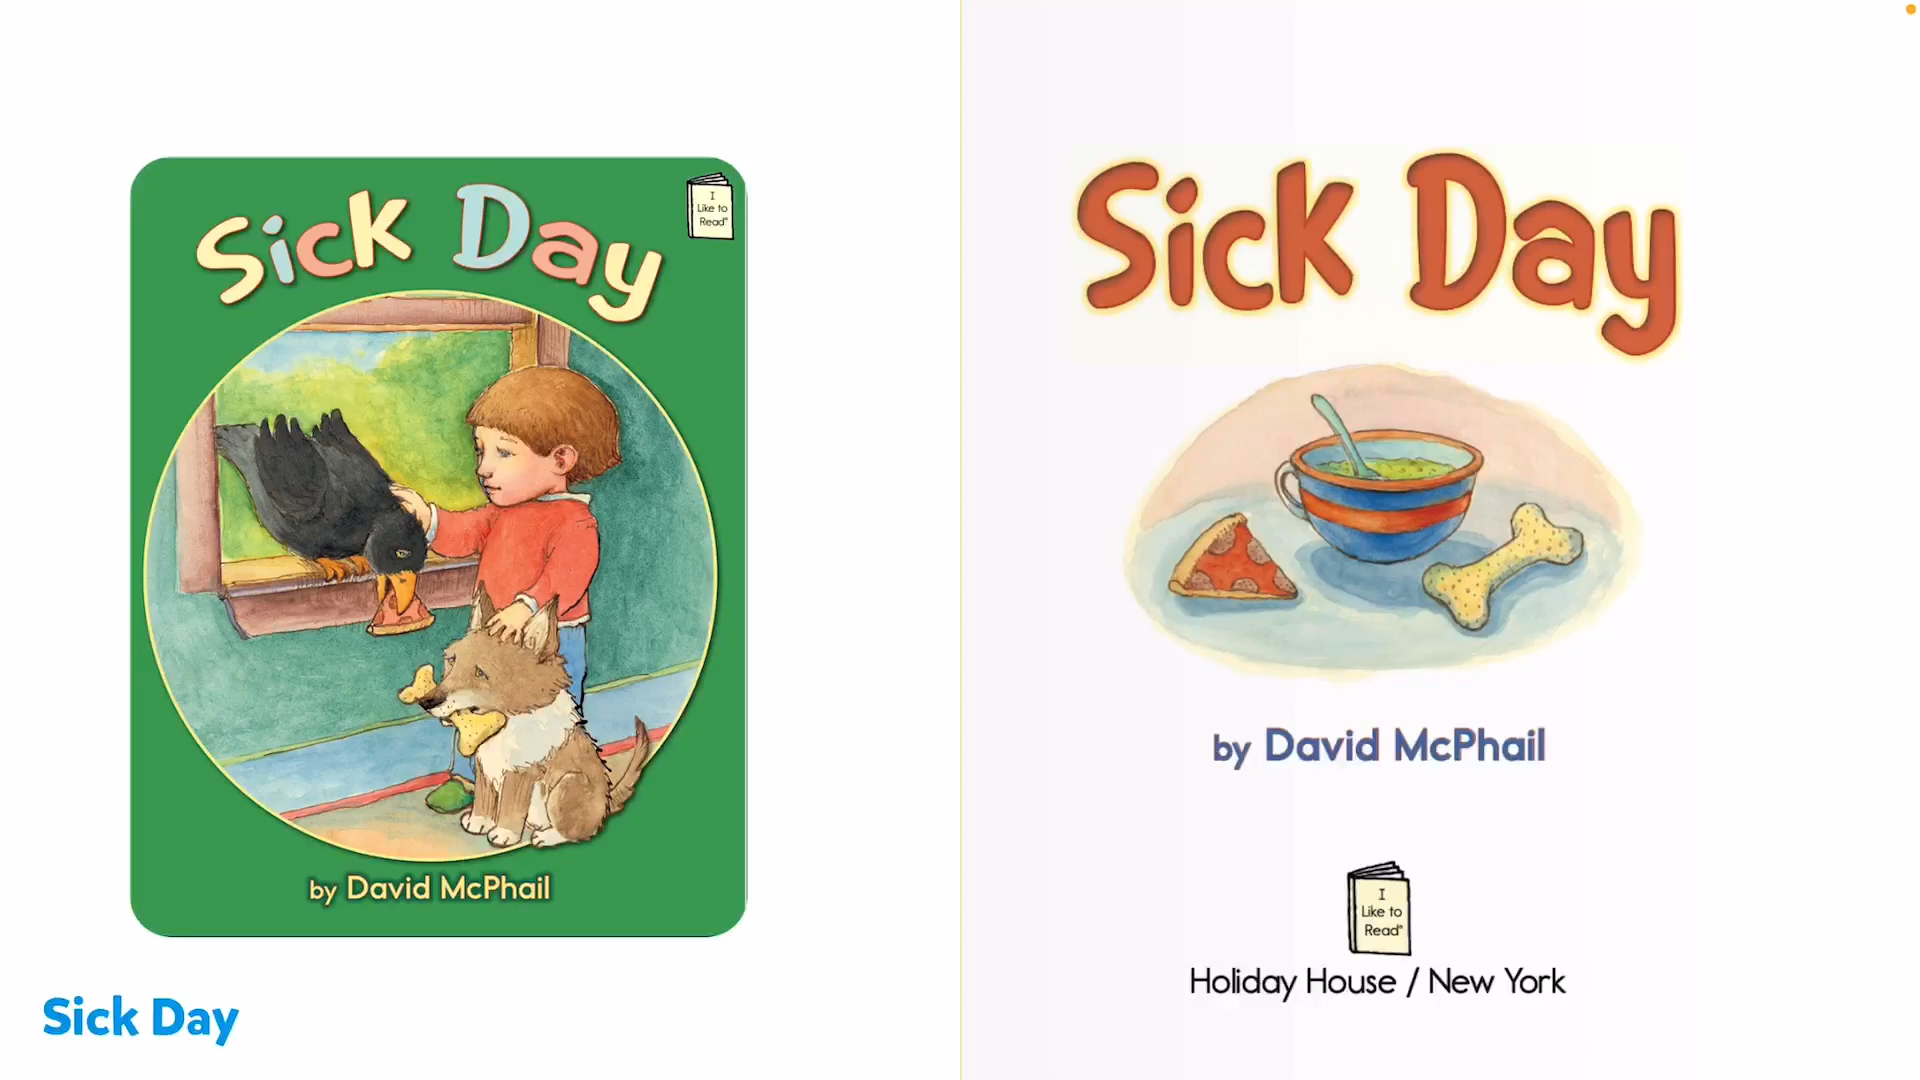 Sick Day
I
Like to
Read®
by David McPhail
Sick Day
Sick Day
by David McPhail
I
Like to
Read®
Holiday House / New York